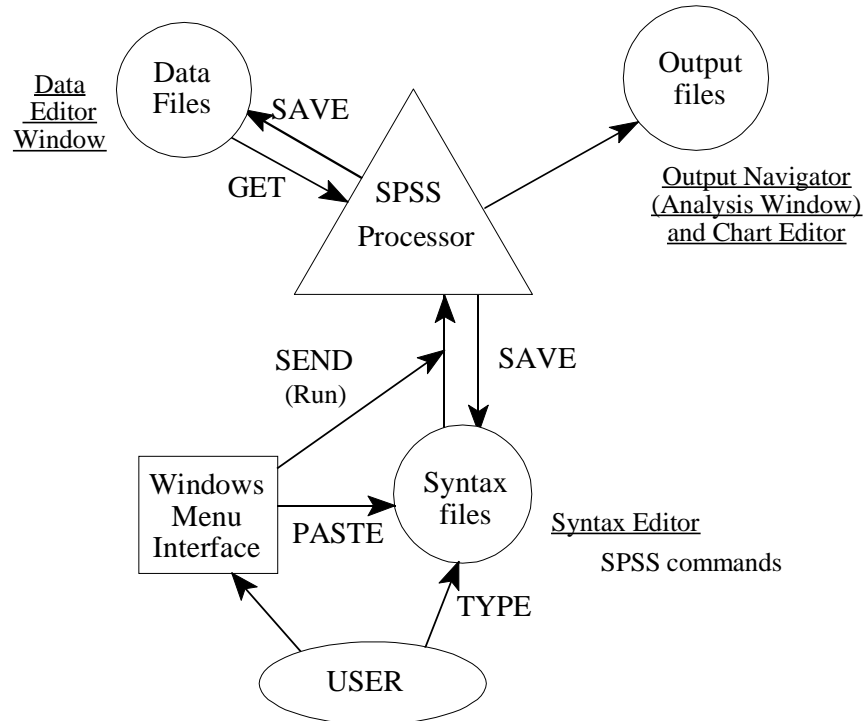 Data
Editor
Window
Data
Files
SAVE
GET
SPSS
Processor
Output
files
Output Navigator
(Analysis Window)
and Chart Editor
SEND
(Run)
SAVE
Windows
Menu
Interface
PASTE
Syntax
files
Syntax Editor
SPSS commands
TYPE
USER